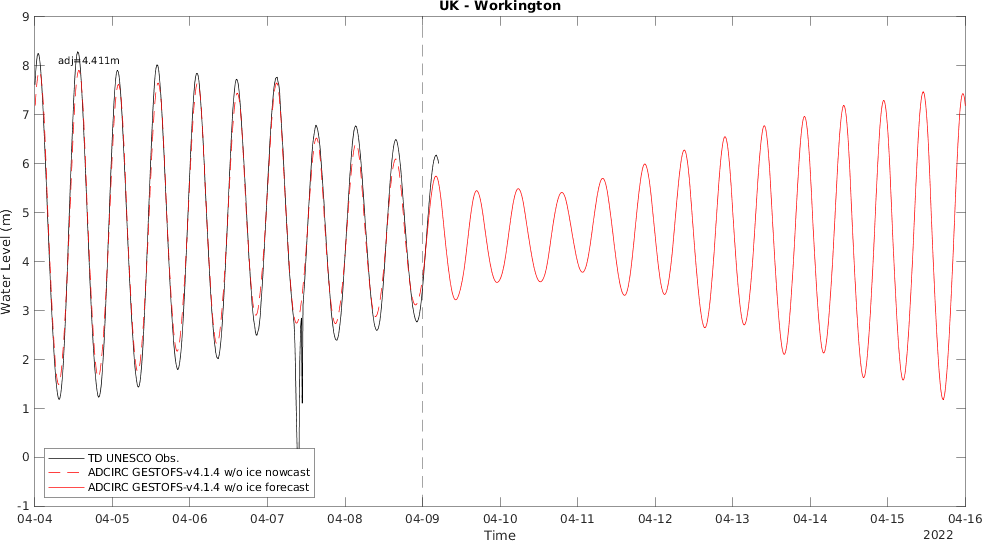 UK - Workington
adj=4.411m
Water Level (m)
9
8
7
6
5
4
3
2
1
0
-1
TD UNESCO Obs.
ADCIRC GESTOFS-v4.1.4 w/o ice nowcast
ADCIRC GESTOFS-v4.1.4 w/o ice forecast
04-04 04-05 04-06 04-07 04-08 04-09 04-10 04-11 04-12 04-13 04-14 04-15 04-16
Time
2022